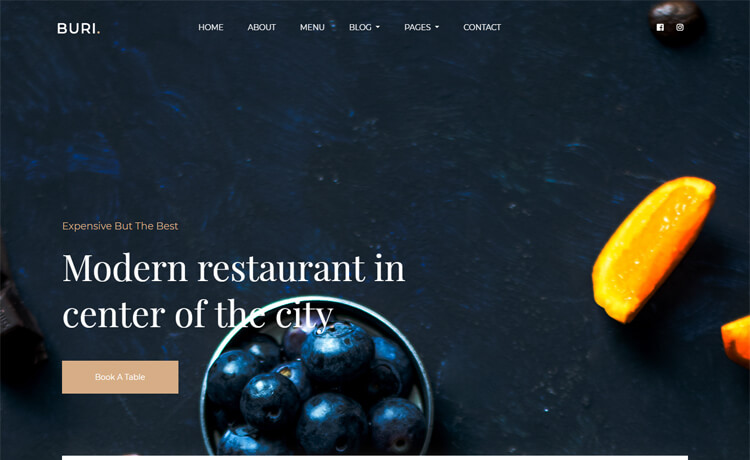 BURI.
HOME ABOUT MENU BLOG PAGES CONTACT
Expensive But The Best
Modern restaurant in
center of the city
Book A Table